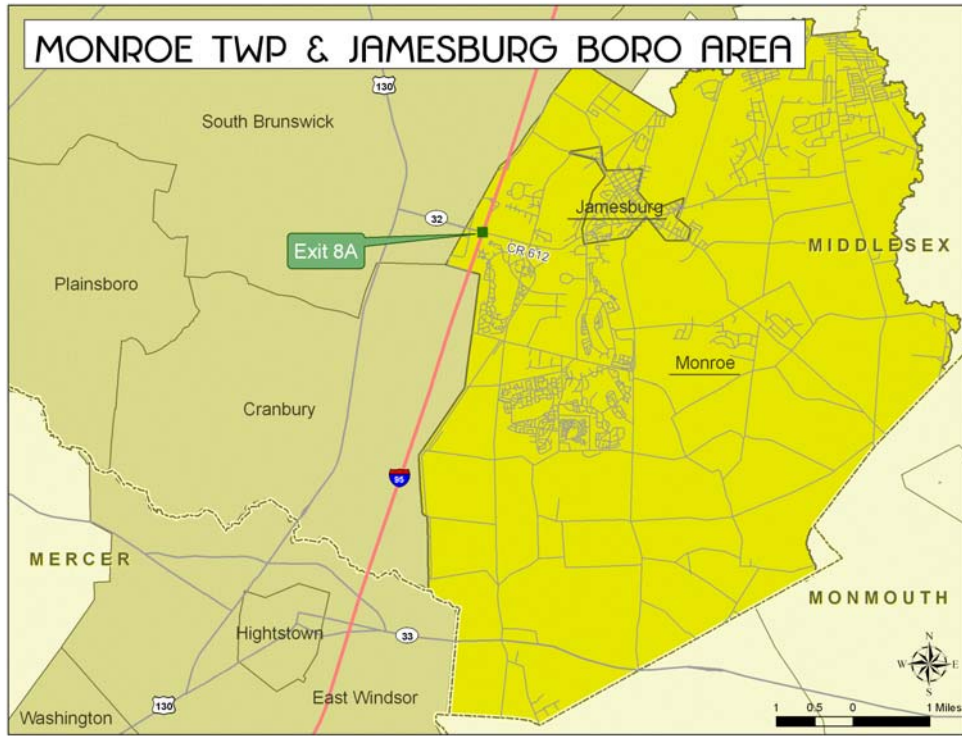 MONROE TWP & JAMESBURG BORO AREA
130
South Brunswick
32
Jamesburg
Exit 8A
CR 612
MIDDLESEX
Plainsboro
Monroe
Cranbury
95
MERCER
MONMOUTH
Hightstown
33
N
W E
S
East Windsor
130
Washington
1 0.5 0 1 Miles